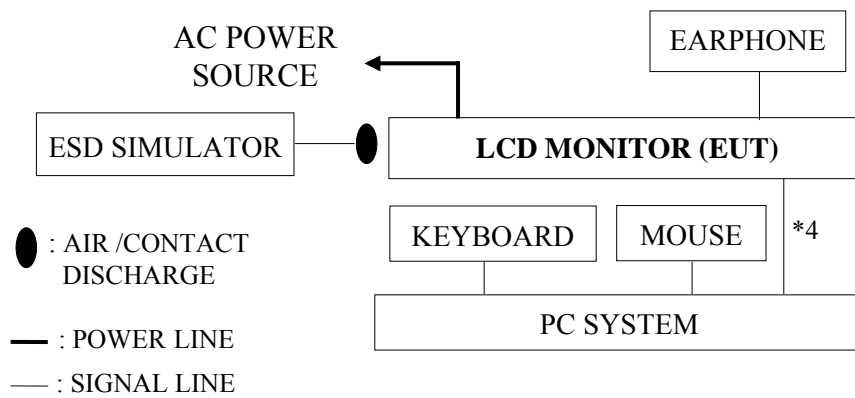 AC POWER
SOURCE
EARPHONE
ESD SIMULATOR
LCD MONITOR (EUT)
KEYBOARD
MOUSE
*4
: AIR /CONTACT
DISCHARGE
PC SYSTEM
: POWER LINE
: SIGNAL LINE